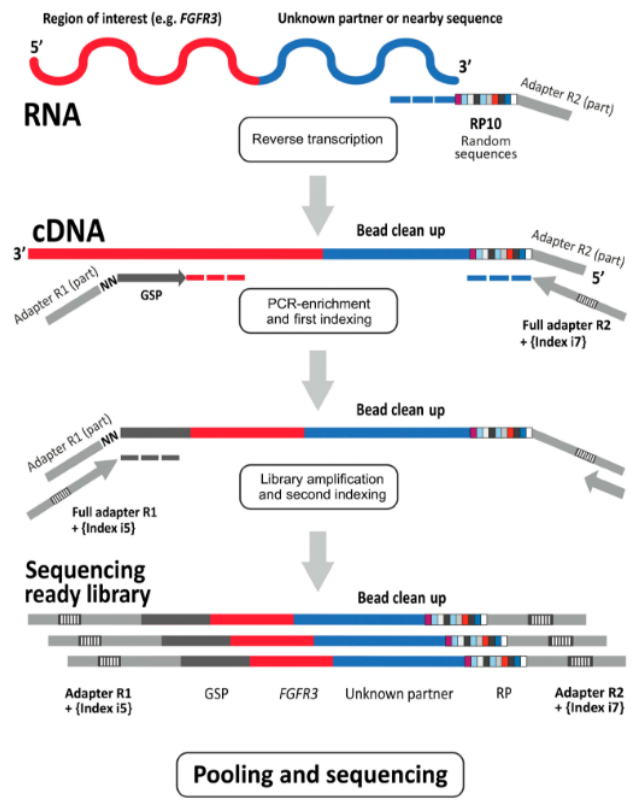 Region of interest (e.g. FGFR3)
Unknown partner or nearby sequence
5’
3’
RNA
Adapter R2 (part)
RP10
Random
sequences
Reverse transcription
cDNA
Bead clean up
3’
Adapter R2 (part)
5’
Adapter R1 (part)
NN
GSP
PCR-enrichment
and first indexing
Full adapter R2
+ {Index i7}
Bead clean up
Adapter R1 (part)
NN
Library amplification
and second indexing
Full adapter R1
+ {Index i5}
Sequencing
ready library
Bead clean up
Adapter R1
+ {Index i5}
GSP
FGFR3
Unknown partner
RP
Adapter R2
+ {Index i7}
Pooling and sequencing